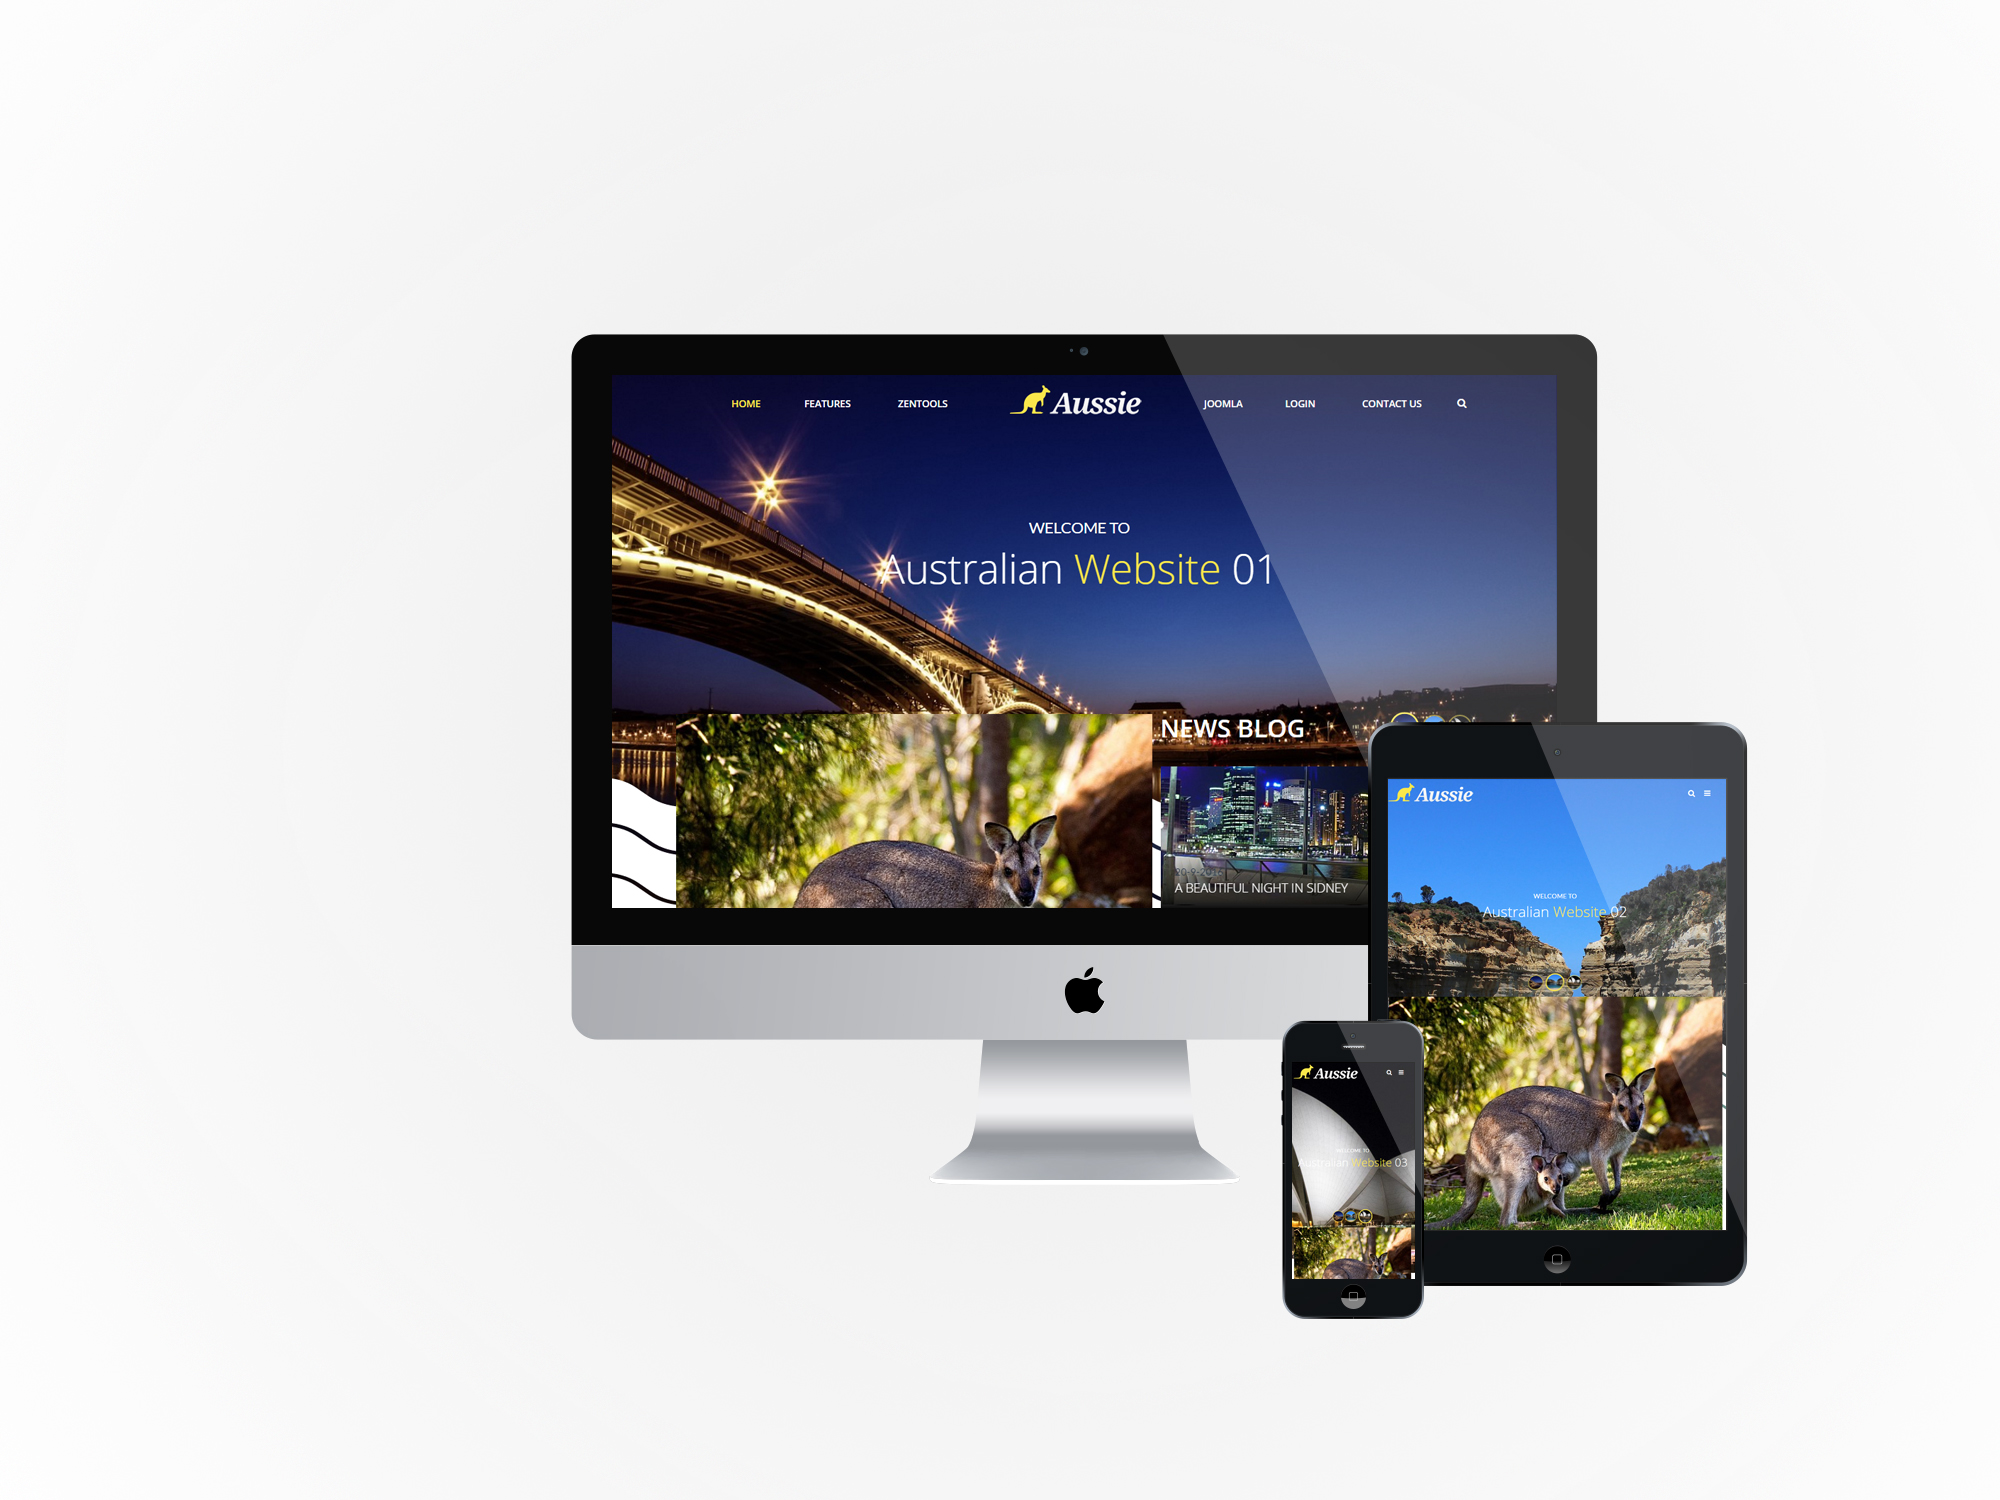 HOME FEATURES ZENTOOLS Aussie JOOMLA LOGIN CONTACT US
WELCOME TO
Australian Website 01
NEWS BLOG
A BEAUTIFUL NIGHT IN SIDNEY
Aussie
WELCOME TO
Australian Website 02
Aussie
WELCOME TO
Australian Website 03